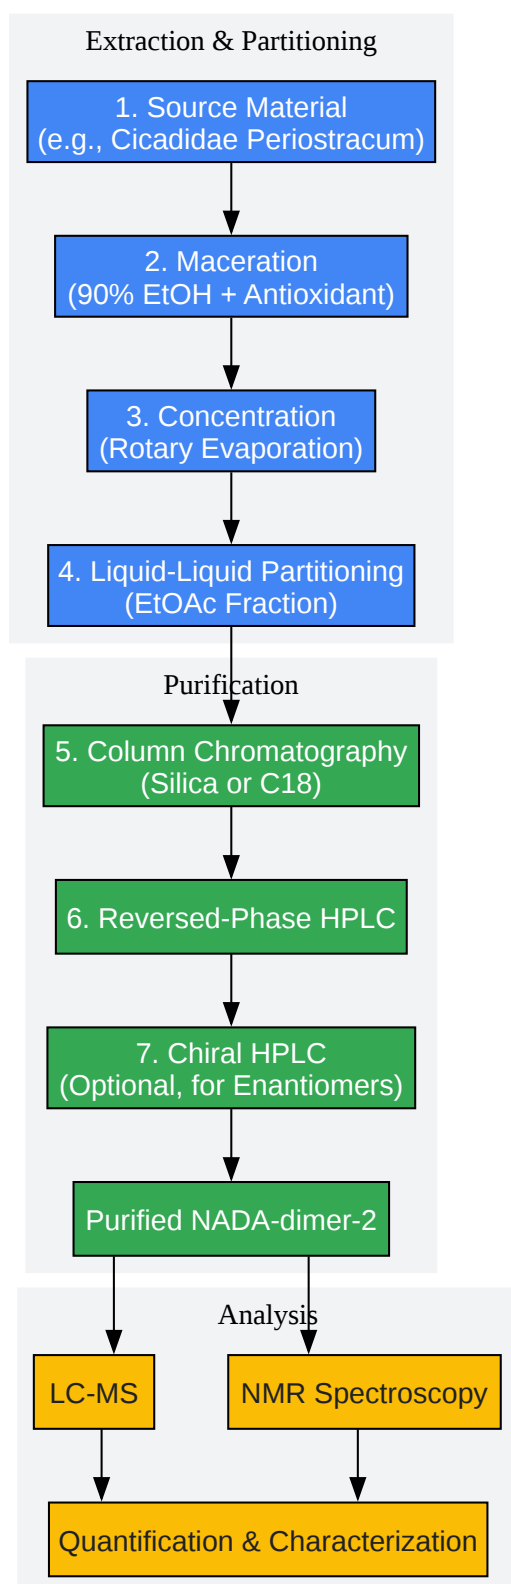 Extraction & Partitioning
1. Source Material
(e.g., Cicadidae Periostracum)
2. Maceration
(90% EtOH + Antioxidant)
3. Concentration
(Rotary Evaporation)
4. Liquid-Liquid Partitioning
(EtOAc Fraction)
Purification
5. Column Chromatography
(Silica or C18)
6. Reversed-Phase HPLC
7. Chiral HPLC
(Optional, for Enantiomers)
Purified NADA-dimer-2
Analysis
LC-MS
NMR Spectroscopy
Quantification & Characterization